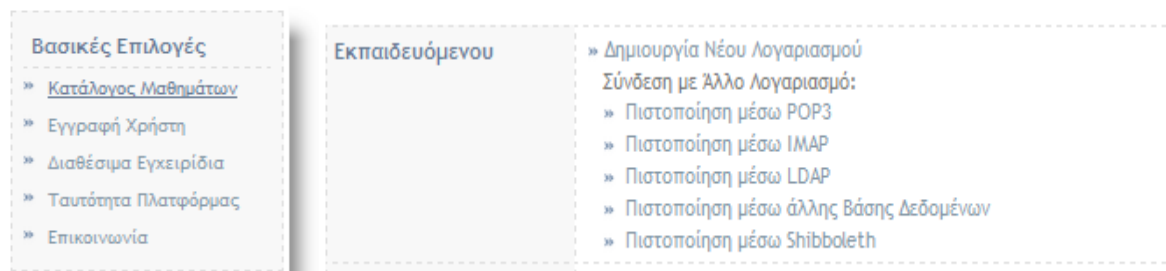 Βασικές Επιλογές
» Κατάλογος Μαθημάτων
» Εγγραφή Χρήστη
» Διαθέσιμα Εγχειρίδια
» Ταυτότητα Πλατφόρμας
» Επικοινωνία
Εκπαιδευόμενου
» Δημιουργία Νέου Λογαριασμού
Σύνδεση με Άλλο Λογαριασμό:
» Πιστοποίηση μέσω POP3
» Πιστοποίηση μέσω IMAP
» Πιστοποίηση μέσω LDAP
» Πιστοποίηση μέσω άλλης Βάσης Δεδομένων
» Πιστοποίηση μέσω Shibboleth